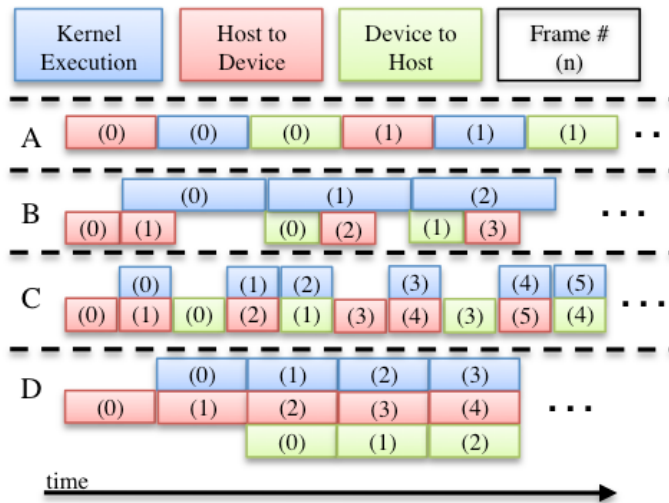 Kernel Host to Device to Frame #
Execution Device Host (n)
A (0) (0) (0) (1) (1) (1) ...
B (0) (1) (2) ...
(0) (1) (0) (2) (1) (3)
C (0) (1) (2) (3) (4) (5) ...
(0) (1) (0) (2) (1) (3) (4) (3) (5) (4)
D (0) (1) (2) (3)
(0) (1) (2) (3) (4) ...
(0) (1) (2)
time